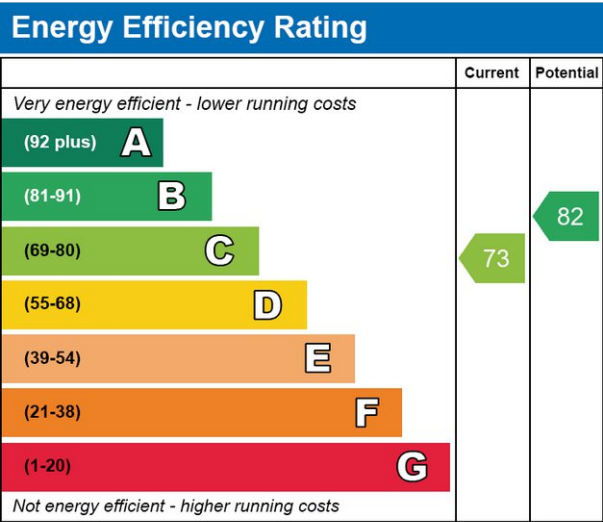 Energy Efficiency Rating
Current Potential
Very energy efficient - lower running costs
(92 plus) A
(81-91) B
82
(69-80) C
73
(55-68) D
(39-54) E
(21-38) F
(1-20) G
Not energy efficient - higher running costs